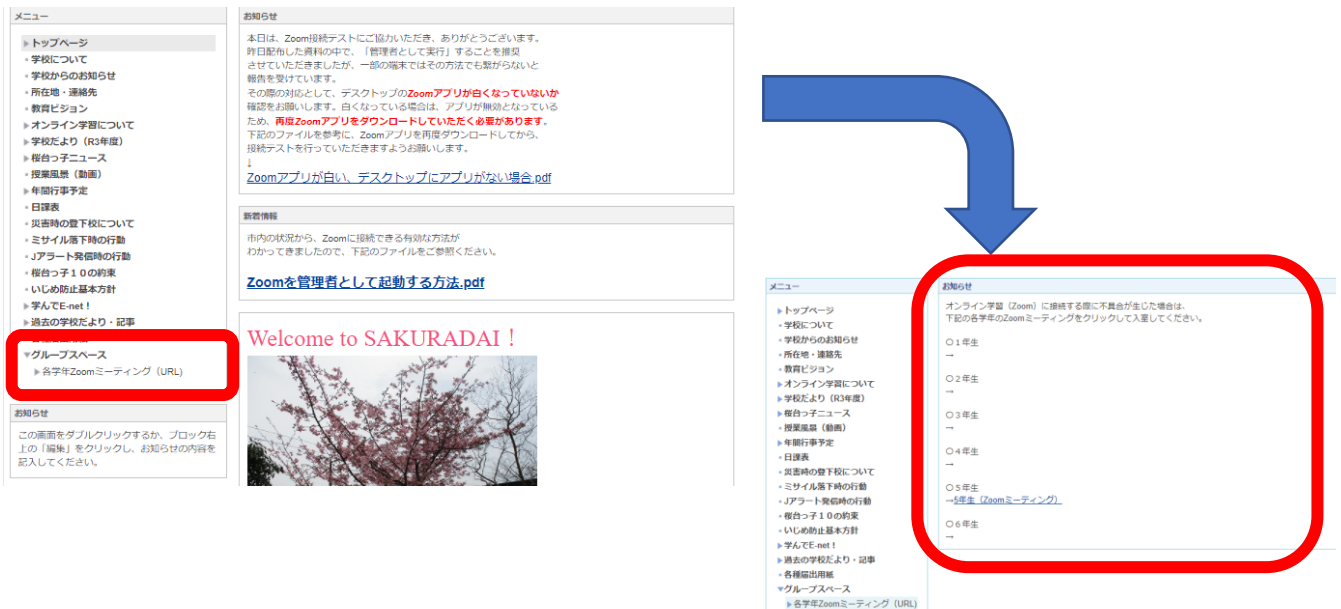 メニュー
トップページ
学校について
学校からのお知らせ
所在地・連絡先
教育ビジョン
オンライン学習について
学校だより（R3年度）
桜台っ子ニュース
授業風景（動画）
年間行事予定
日課表
災害時の登下校について
ミサイル落下時の行動
Jアラート発信時の行動
桜台っ子１０の約束
いじめ防止基本方針
学んでE-net！
過去の学校だより・記事
グループスペース
各学年Zoomミーティング（URL)
お知らせ
この画面をダブルクリックするか、ブロック右
上の「編集」をクリックし、お知らせの内容を
記入してください。
お知らせ
本日は、Zoom接続テストにご協力いただき、ありがとうございます。
昨日配布した資料の中で、「管理者として実行」することを推奨
させていただきましたが、一部の端末ではその方法でも繋がらないと
報告を受けています。
その際の対応として、デスクトップのZoomアプリが白くなっていないか
確認をお願いします。白くなっている場合は、アプリが無効となっている
ため、再度Zoomアプリをダウンロードしていただく必要があります。
下記のファイルを参考に、Zoomアプリを再度ダウンロードしてから、
接続テストを行っていただきますようお願いします。
↓
Zoomアプリが白い、デスクトップにアプリがない場合.pdf
新着情報
市内の状況から、Zoomに接続できる有効な方法が
わかってきましたので、下記のファイルをご参照ください。
Zoomを管理者として起動する方法.pdf
Welcome to SAKURADAI！
メニュー
トップページ
学校について
学校からのお知らせ
所在地・連絡先
教育ビジョン
オンライン学習について
学校だより（R3年度）
桜台っ子ニュース
授業風景（動画）
年間行事予定
日課表
災害時の登下校について
ミサイル落下時の行動
Jアラート発信時の行動
桜台っ子１０の約束
いじめ防止基本方針
学んでE-net！
過去の学校だより・記事
各種届出用紙
グループスペース
各学年Zoomミーティング（URL)
お知らせ
オンライン学習（Zoom）に接続する際に不具合が生じた場合は、
下記の各学年のZoomミーティングをクリックして入室してください。
○１年生
→
○２年生
→
○３年生
→
○４年生
→
○５年生
→5年生（Zoomミーティング）
○６年生
→